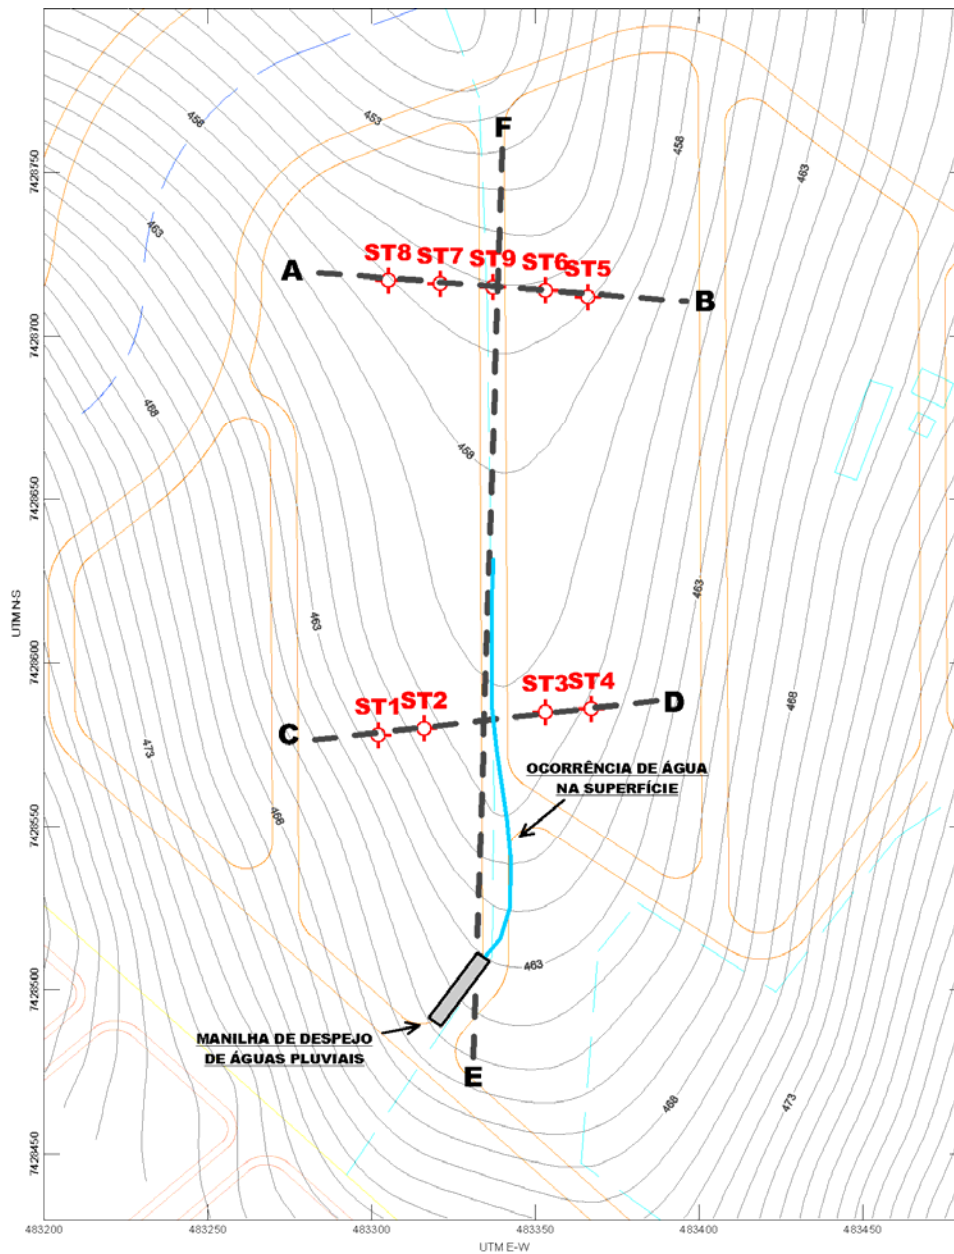 F
458
453
458
463
463
7428750
ST8 ST7 ST9 ST6 ST5
A
B
7428700
468
458
7428650
463
463
UTM N-S
7428600
ST1 ST2 ST3 ST4
C
D
468
473
OCORRÊNCIA DE ÁGUA
NA SUPERFÍCIE
468
7428550
463
7428500
MANILHA DE DESPEJO
DE ÁGUAS PLUVIAIS
E
468
473
7428450
483200 483250 483300 483350 483400 483450
UTM E-W